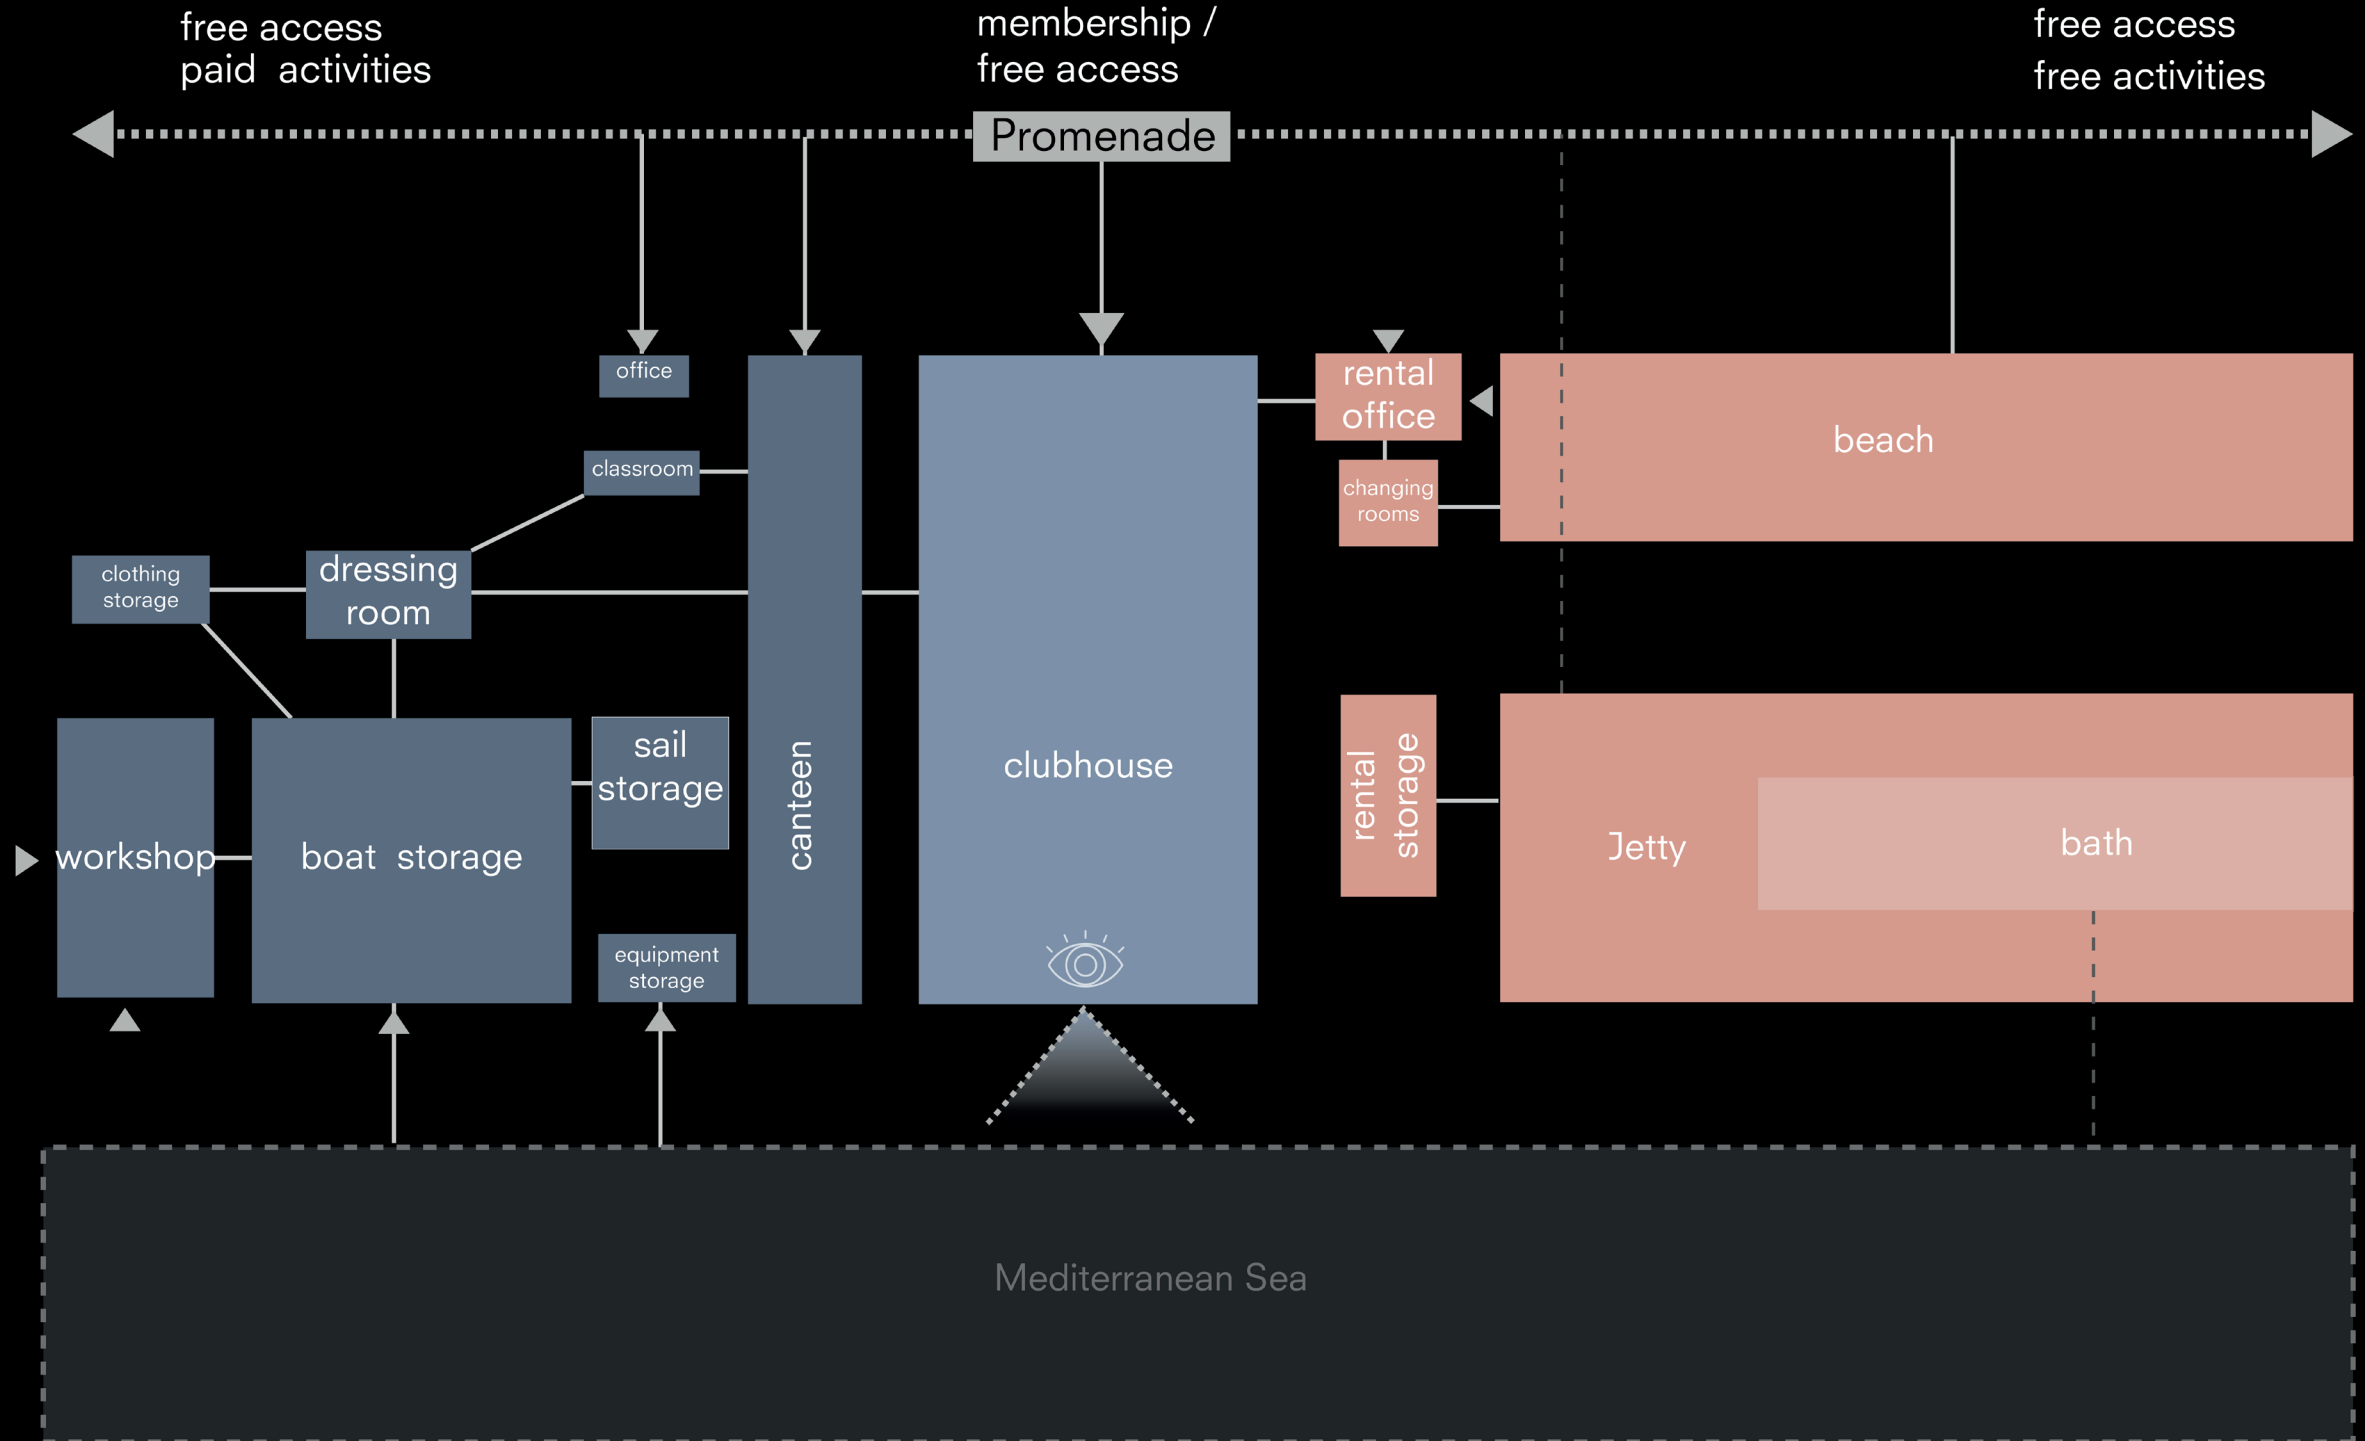 free access
paid activities
membership /
free access
free access
free activities
Promenade
office
classroom
clothing
storage
dressing
room
workshop
boat storage
sail
storage
equipment
storage
canteen
clubhouse
rental
office
changing
rooms
beach
rental
storage
Jetty
bath
Mediterranean Sea